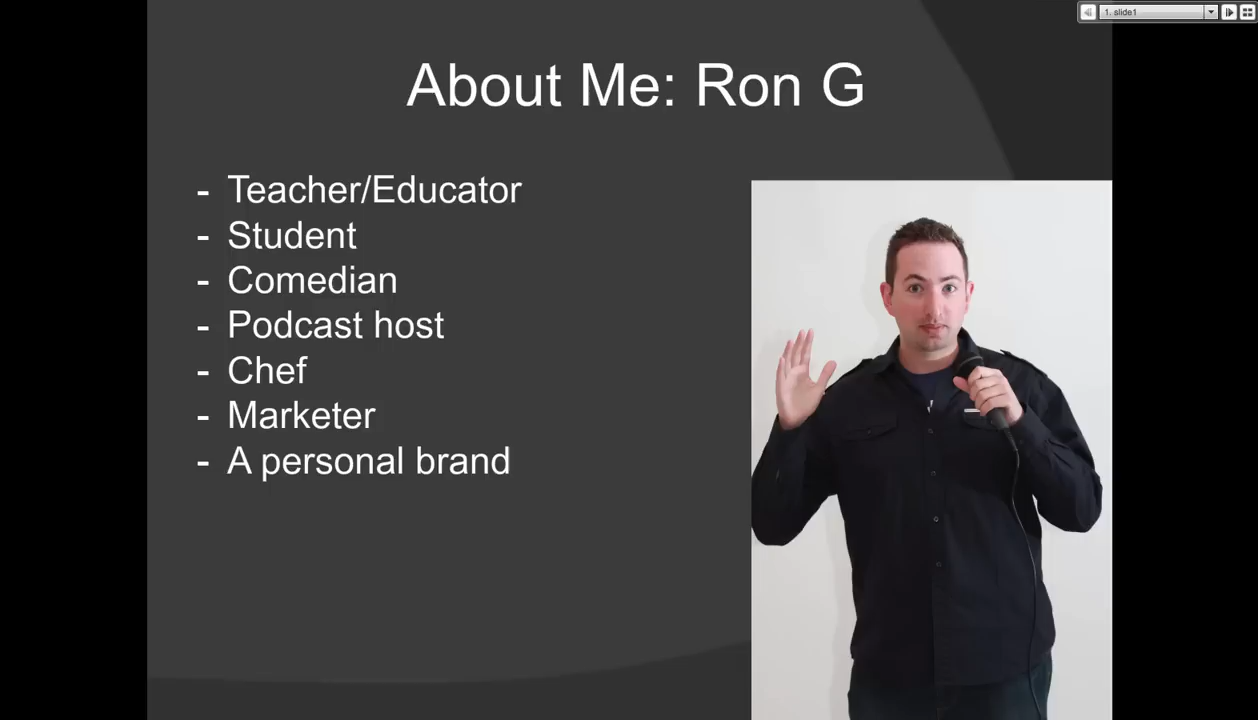 1. slide1
About Me: Ron G
- Teacher/Educator
- Student
- Comedian
- Podcast host
- Chef
- Marketer
- A personal brand